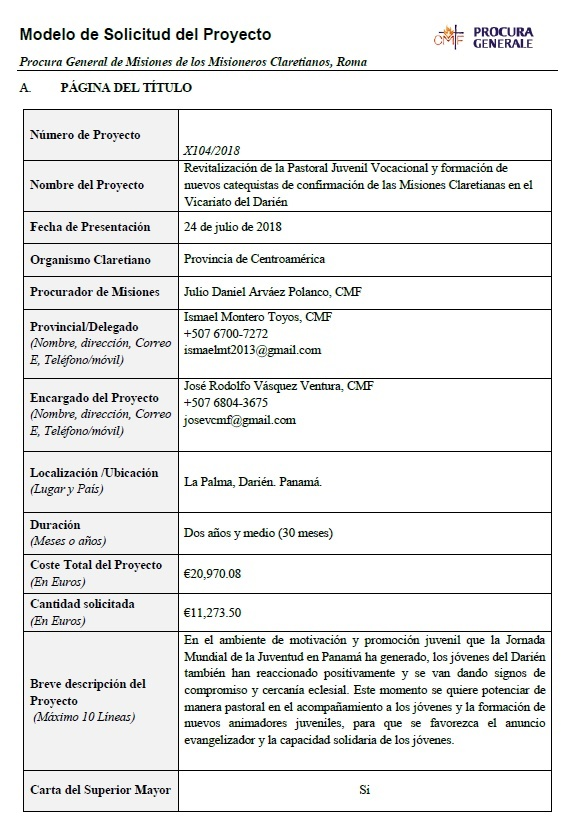 Modelo de Solicitud del Proyecto
CMF PROCURA
GENERALE
Procura General de Misiones de los Misioneros Claretianos, Roma
A. PÁGINA DEL TÍTULO
Número de Proyecto
X104/2018
Nombre del Proyecto
Revitalización de la Pastoral Juvenil Vocacional y formación de
nuevos catequistas de confirmación de las Misiones Claretianas en el
Vicariato del Darién
Fecha de Presentación
24 de julio de 2018
Organismo Claretiano
Provincia de Centroamérica
Procurador de Misiones
Julio Daniel Arváez Polanco, CMF
Provincial/Delegado
(Nombre, dirección, Correo
E, Teléfono/móvil)
Ismael Montero Toyos, CMF
+507 6700-7272
ismaelmt2013@gmail.com
Encargado del Proyecto
(Nombre, dirección, Correo
E, Teléfono/móvil)
José Rodolfo Vásquez Ventura, CMF
+507 6804-3675
josevcmf@gmail.com
Localización /Ubicación
(Lugar y País)
La Palma, Darién. Panamá.
Duración
(Meses o años)
Dos años y medio (30 meses)
Coste Total del Proyecto
(En Euros)
€20,970.08
Cantidad solicitada
(En Euros)
€11,273.50
Breve descripción del
Proyecto
(Máximo 10 Líneas)
En el ambiente de motivación y promoción juvenil que la Jornada
Mundial de la Juventud en Panamá ha generado, los jóvenes del Darién
también han reaccionado positivamente y se van dando signos de
compromiso y cercanía eclesial. Este momento se quiere potenciar de
manera pastoral en el acompañamiento a los jóvenes y la formación de
nuevos animadores juveniles, para que se favorezca el anuncio
evangelizador y la capacidad solidaria de los jóvenes.
Carta del Superior Mayor
Si